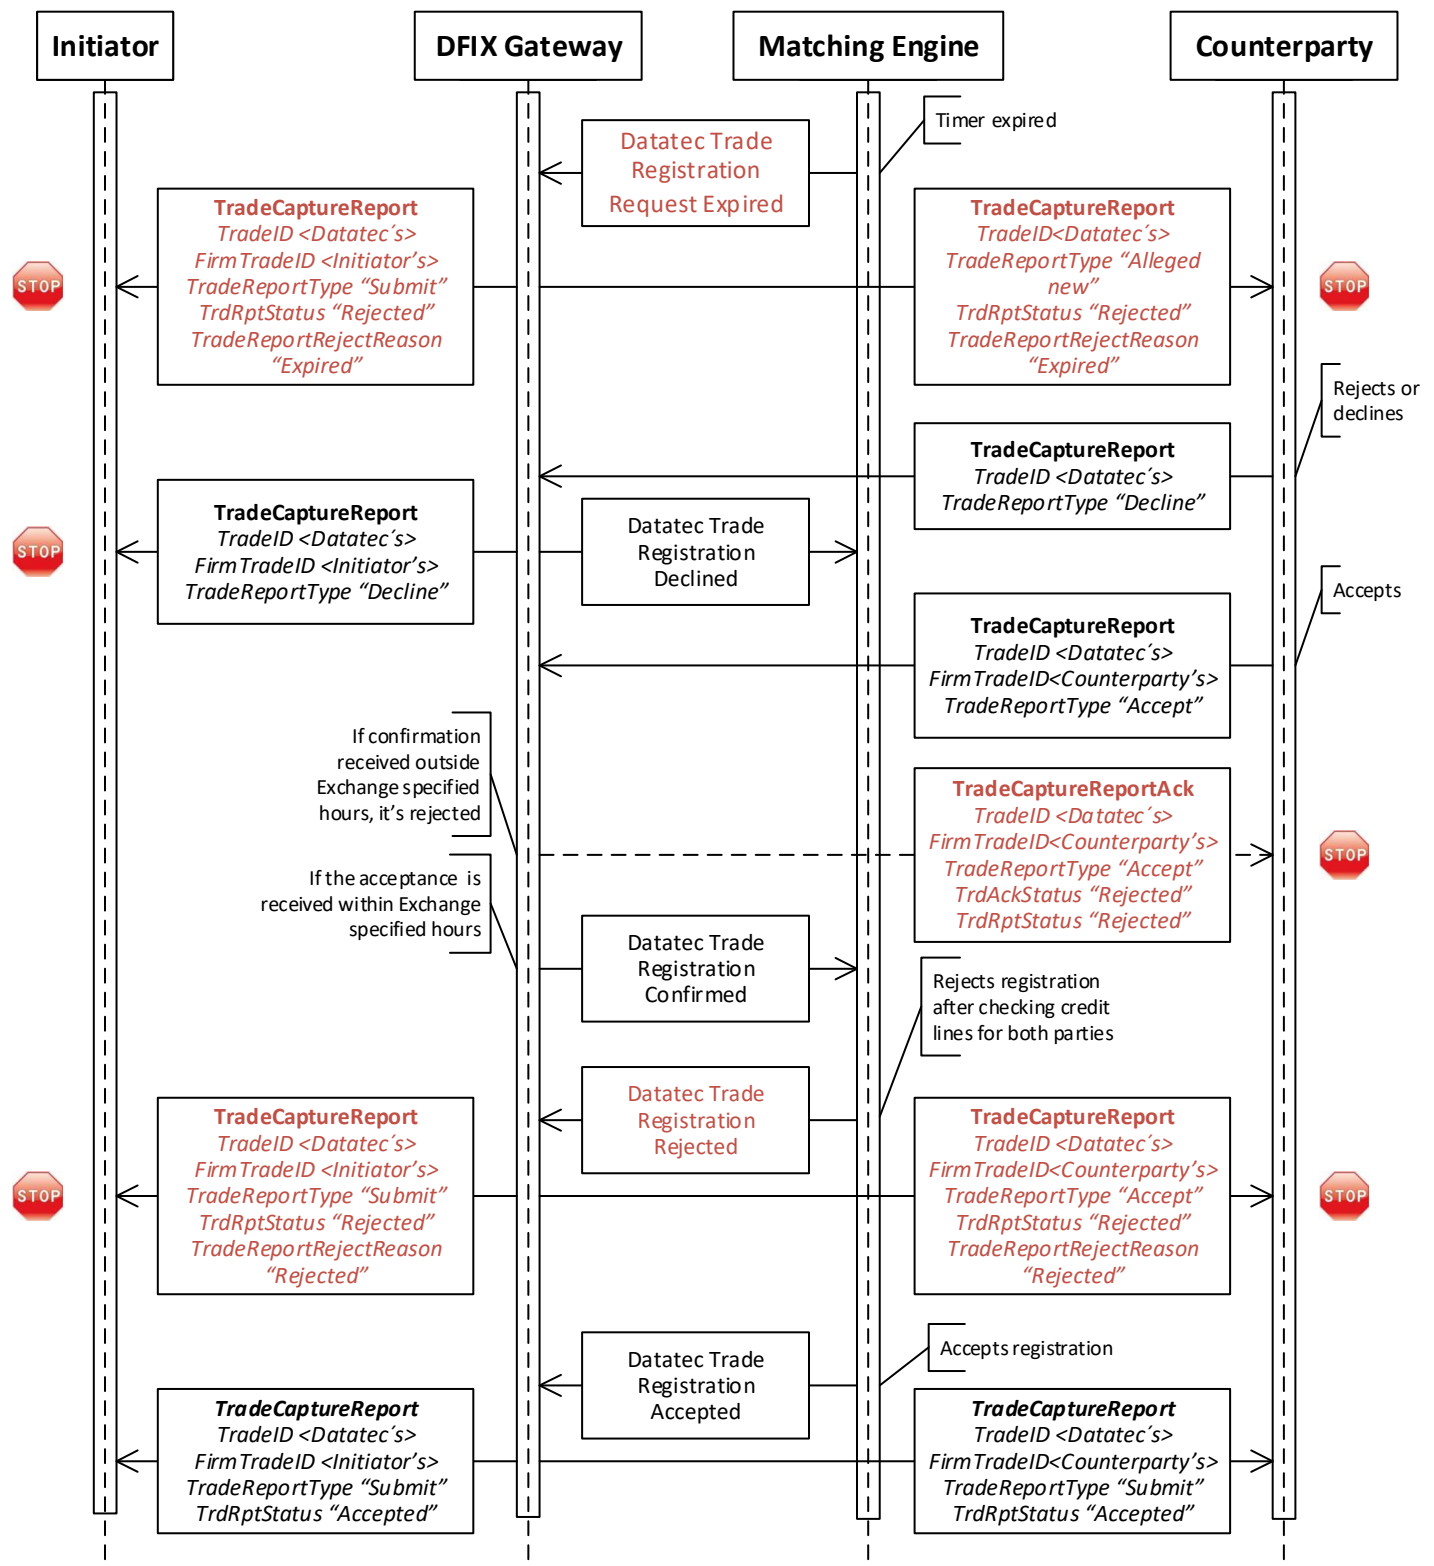 Initiator
DFIX Gateway
Matching Engine
Counterparty
Timer expired
Datatec Trade
Registration
Request Expired
TradeCaptureReport
TradeID <Datatec´s>
FirmTradeID <Initiator’s>
TradeReportType “Submit”
TrdRptStatus “Rejected”
TradeReportRejectReason
“Expired”
TradeCaptureReport
TradeID<Datatec´s>
TradeReportType “Alleged
new”
TrdRptStatus “Rejected”
TradeReportRejectReason
“Expired”
STOP
STOP
Rejects or
declines
TradeCaptureReport
TradeID <Datatec´s>
TradeReportType “Decline”
TradeCaptureReport
TradeID <Datatec´s>
FirmTradeID <Initiator’s>
TradeReportType “Decline”
STOP
Datatec Trade
Registration
Declined
Accepts
TradeCaptureReport
TradeID <Datatec´s>
FirmTradeID<Counterparty’s>
TradeReportType “Accept”
If confirmation
received outside
Exchange specified
hours, it’s rejected
TradeCaptureReportAck
TradeID <Datatec´s>
FirmTradeID<Counterparty’s>
TradeReportType “Accept”
TrdAckStatus “Rejected”
TrdRptStatus “Rejected”
STOP
If the acceptance is
received within Exchange
specified hours
Datatec Trade
Registration
Confirmed
Rejects registration
after checking credit
lines for both parties
Datatec Trade
Registration
Rejected
TradeCaptureReport
TradeID <Datatec´s>
FirmTradeID <Initiator’s>
TradeReportType “Submit”
TrdRptStatus “Rejected”
TradeReportRejectReason
“Rejected”
TradeCaptureReport
TradeID <Datatec´s>
FirmTradeID<Counterparty’s>
TradeReportType “Accept”
TrdRptStatus “Rejected”
TradeReportRejectReason
“Rejected”
STOP
STOP
Accepts registration
Datatec Trade
Registration
Accepted
TradeCaptureReport
TradeID <Datatec´s>
FirmTradeID <Initiator’s>
TradeReportType “Submit”
TrdRptStatus “Accepted”
TradeCaptureReport
TradeID <Datatec´s>
FirmTradeID<Counterparty’s>
TradeReportType “Submit”
TrdRptStatus “Accepted”